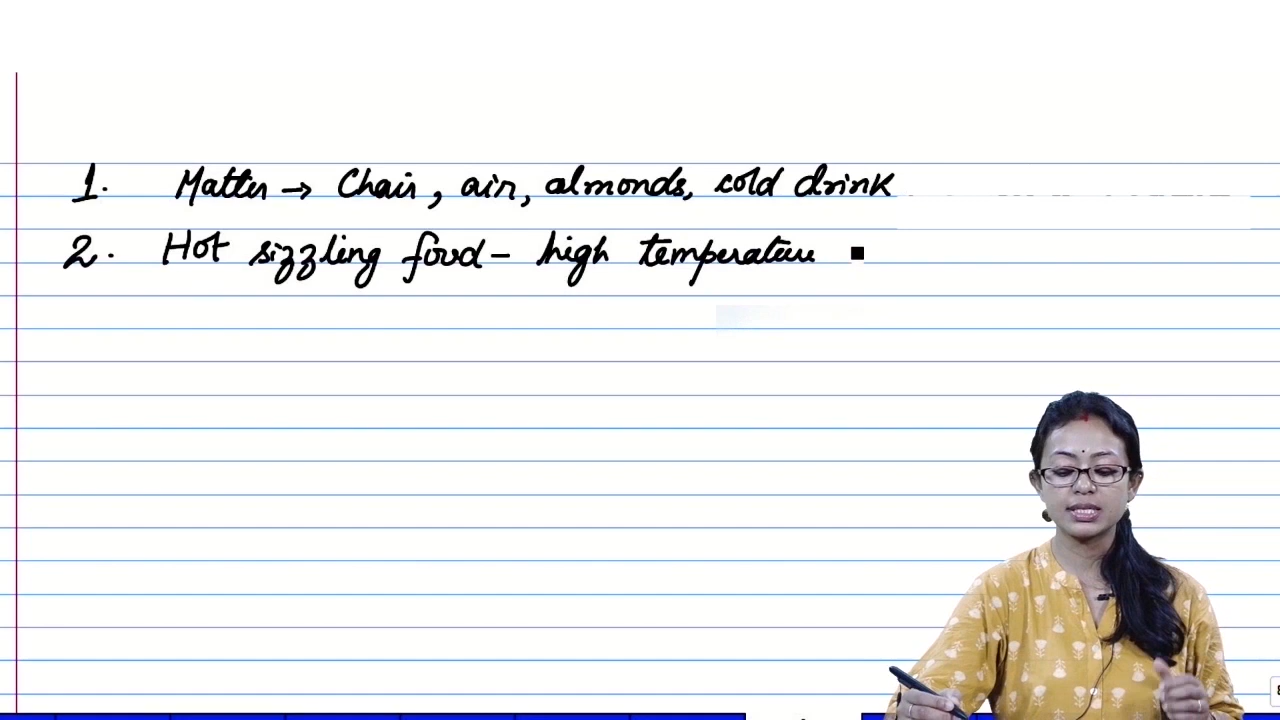 1. Matter → Chair, air, almonds, cold drink
2. Hot sizzling food - high temperature